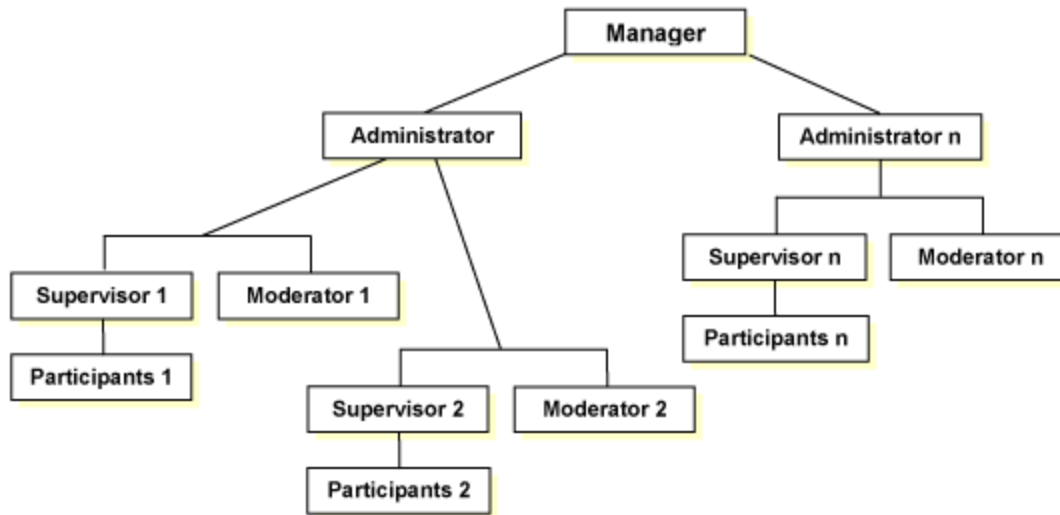 Manager
Administrator
Administrator n
Supervisor n
Moderator n
Supervisor 1
Moderator 1
Participants n
Participants 1
Supervisor 2
Moderator 2
Participants 2